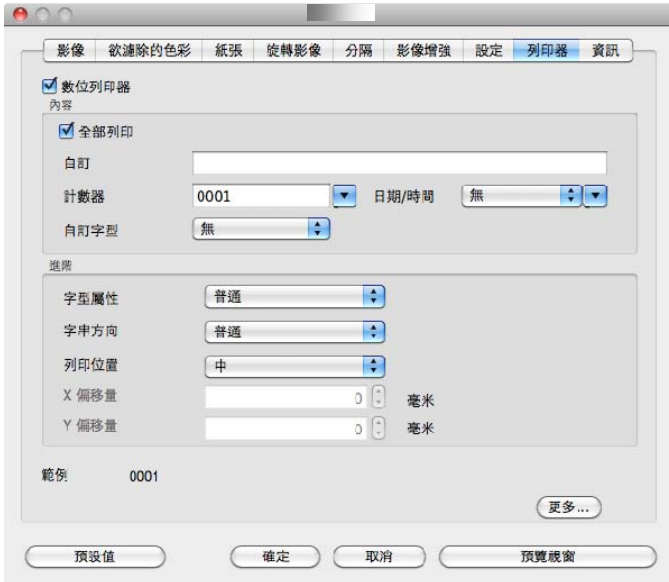 影像 欲濾除的色彩 紙張 旋轉影像 分隔 影像增強 設定 列印器 資訊
數位列印器
內容
全部列印
自訂
計數器 0001 日期/時間 無
自訂字型 無
進階
字型屬性 普通
字串方向 普通
列印位置 中
X 偏移量 0 毫米
Y 偏移量 0 毫米
範例 0001
更多...
預設值 確定 取消 預覽視窗